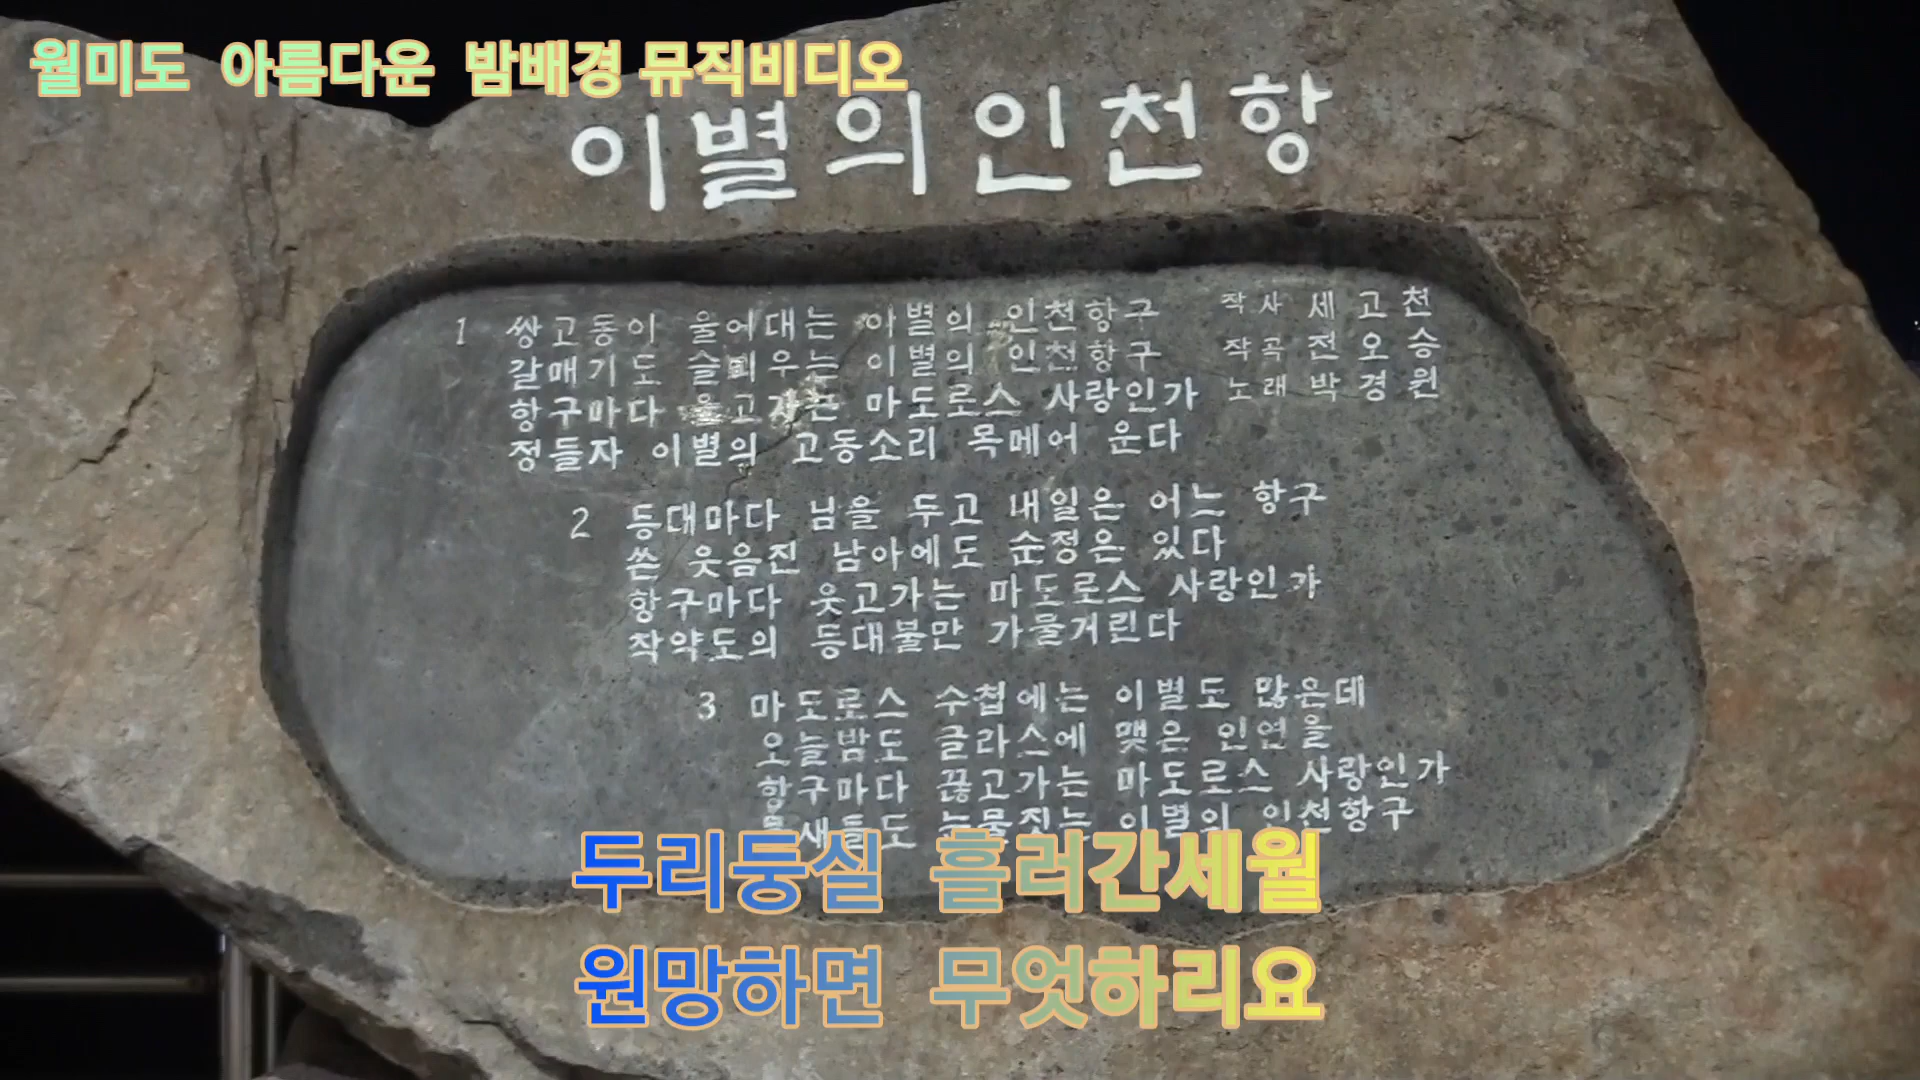 월미도 아름다운 밤배경 뮤직비디오
이별의인천항
1 쌍고동이 울어대는 이별의 인천항구
작사 세고천
갈매기도 슬피우는 이별의 인천항구
작곡 전오승
항구마다 울고가는 마도로스 사랑인가
노래 박경원
정들자 이별의 고동소리 목메어 운다
2 등대마다 님을 두고 내일은 어느 항구
쓴 웃음진 남아에도 순정은 있다
항구마다 웃고가는 마도로스 사랑인가
작약도의 등대불만 가물거린다
3 마도로스 수첩에는 이별도 많은데
오늘밤도 글라스에 맺은 인연을
항구마다 끊고가는 마도로스 사랑인가
이별의 인천항구
두리둥실 흘러간세월
원망하면 무엇하리요